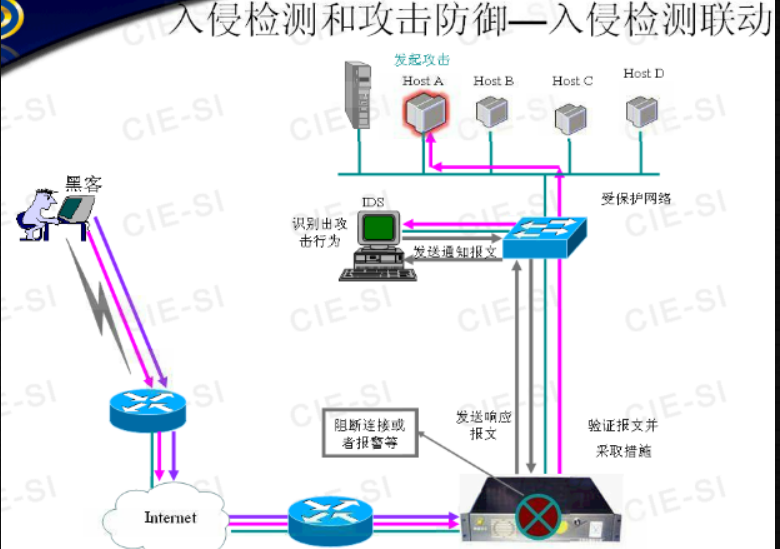 入侵检测和攻击防御—入侵检测联动
发起攻击
Host A
Host B
Host C
Host D
黑客
IDS
识别出攻
击行为
发送通知报文
受保护网络
阻断连接或
者报警等
发送响应
报文
验证报文并
采取措施
Internet
CIE-SI